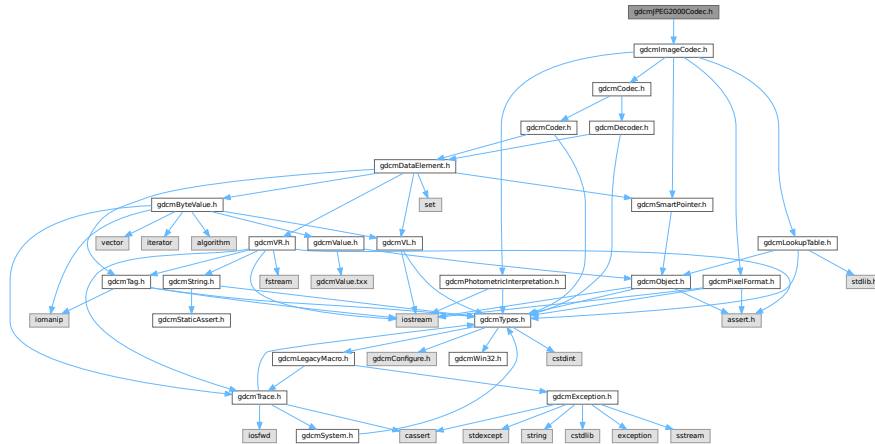 gdcmJPEG2000Codec.h
gdcmImageCodec.h
gdcmCodec.h
gdcmCoder.h
gdcmDecoder.h
gdcmDataElement.h
gdcmByteValue.h
set
gdcmSmartPointer.h
vector
iterator
algorithm
gdcmVR.h
gdcmValue.h
gdcmVL.h
gdcmLookupTable.h
gdcmTag.h
gdcmString.h
fstream
gdcmValue.txx
gdcmPhotometricInterpretation.h
gdcmObject.h
gdcmPixelFormat.h
stdlib.h
iomanip
gdcmStaticAssert.h
iostream
gdcmTypes.h
assert.h
gdcmLegacyMacro.h
gdcmConfigure.h
gdcmWin32.h
cstdint
gdcmTrace.h
gdcmException.h
iosfwd
gdcmSystem.h
cassert
stdexcept
string
cstdlib
exception
sstream